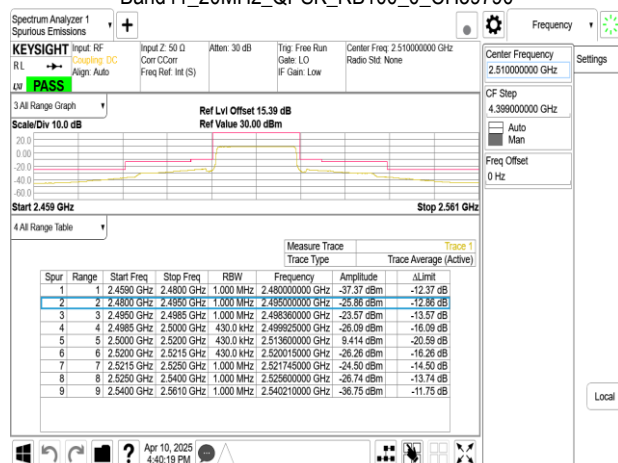 Spectrum Analyzer 1
Spurious Emissions
Frequency
KEYSIGHT
Input: RF
Coupling: DC
Align: Auto
Input Z: 50 Ω
Corr CCorr
Freq Ref: Int (S)
Atten: 30 dB
Trig: Free Run
Gate: LO
IF Gain: Low
Center Freq: 2.510000000 GHz
Radio Std: None
RL
LXI
PASS
Center Frequency
2.510000000 GHz
Settings
CF Step
4.399000000 GHz
Auto
Man
Freq Offset
0 Hz
3 All Range Graph
Scale/Div 10.0 dB
Ref Lvl Offset 15.39 dB
Ref Value 30.00 dBm
20.0
0.00
-20.0
-40.0
-60.0
Start 2.459 GHz
Stop 2.561 GHz
4 All Range Table
Measure Trace Trace 1
Trace Type Trace Average (Active)
Spur Range Start Freq Stop Freq RBW Frequency Amplitude ΔLimit
1 1 2.4590 GHz 2.4800 GHz 1.000 MHz 2.480000000 GHz -37.37 dBm -12.37 dB
2 2 2.4800 GHz 2.4950 GHz 1.000 MHz 2.495000000 GHz -25.86 dBm -12.86 dB
3 3 2.4950 GHz 2.4985 GHz 1.000 MHz 2.498360000 GHz -23.57 dBm -13.57 dB
4 4 2.4985 GHz 2.5000 GHz 430.0 kHz 2.499925000 GHz -26.09 dBm -16.09 dB
5 5 2.5000 GHz 2.5200 GHz 430.0 kHz 2.513600000 GHz 9.414 dBm -20.59 dB
6 6 2.5200 GHz 2.5215 GHz 430.0 kHz 2.520015000 GHz -26.26 dBm -16.26 dB
7 7 2.5215 GHz 2.5250 GHz 1.000 MHz 2.521745000 GHz -24.50 dBm -14.50 dB
8 8 2.5250 GHz 2.5400 GHz 1.000 MHz 2.525600000 GHz -26.74 dBm -13.74 dB
9 9 2.5400 GHz 2.5610 GHz 1.000 MHz 2.540210000 GHz -36.75 dBm -11.75 dB
Local
Apr 10, 2025
4:40:19 PM